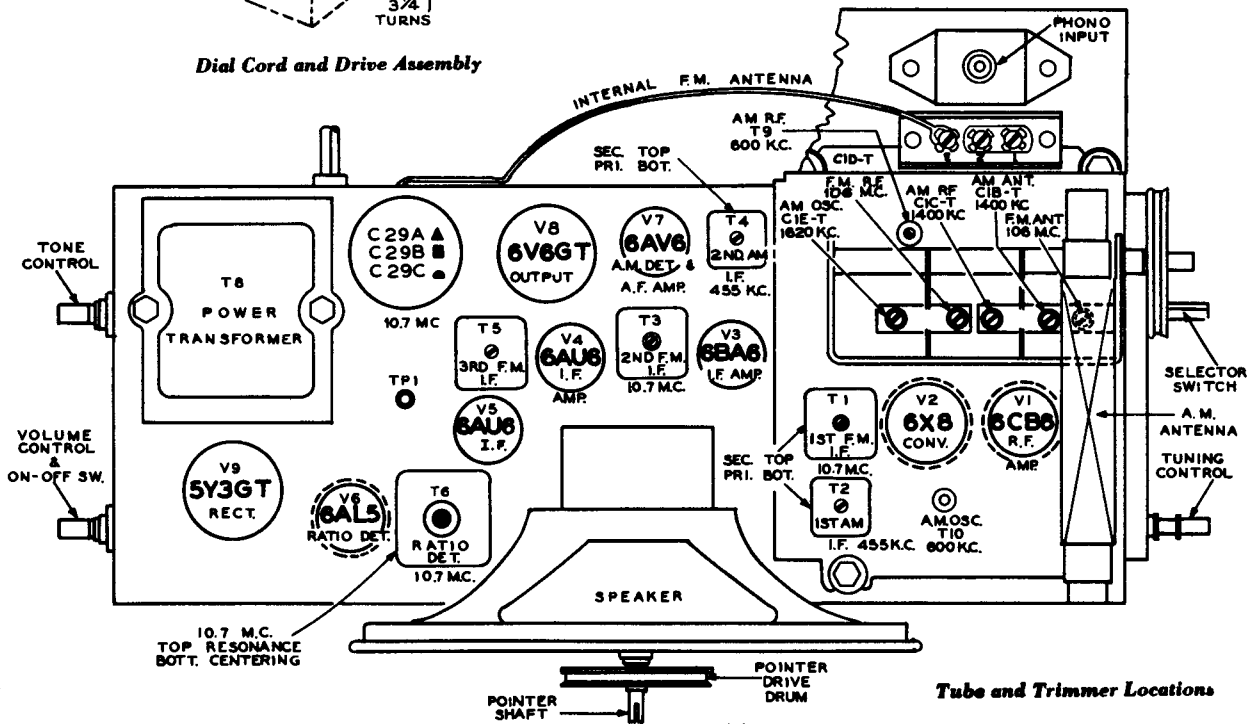 3/4
TURNS
Dial Cord and Drive Assembly
PHONO
INPUT
INTERNAL F.M. ANTENNA
AM R.F.
T9
600 K.C.
SEC. TOP
PRI. BOT.
C1D-T
F.M. R.F.
106 M.C.
AM RF
C1C-T
1400 KC
AM ANT.
C1B-T
1400 KC
F.M. ANT
106 M.C.
AM OSC.
C1E-T
1620 KC.
TONE
CONTROL
T8
POWER
TRANSFORMER
C29A ▲
C29B ■
C29C
10.7 MC
V8
6V6GT
OUTPUT
V7
6AV6
A.M. DET. &
A.F. AMP.
T4
2ND. AM
I.F.
455 K.C.
T5
3RD F.M.
I.F.
V4
6AU6
I.F.
AMP.
T3
2ND F.M.
I.F.
10.7 M.C.
V3
6BA6
I.F. AMP.
TP1
V5
6AU6
I.F.
SELECTOR
SWITCH
T1
1ST F.M.
I.F.
10.7 M.C.
V2
6X8
CONV.
V1
6CB6
R.F.
AMP.
A.M.
ANTENNA
VOLUME
CONTROL
&
ON-OFF SW.
TUNING
CONTROL
SEC. TOP
PRI. BOT.
V9
5Y3GT
RECT.
V6
6AL5
RATIO DET.
T6
RATIO
DET.
10.7 M.C.
T2
1ST AM
I.F. 455 K.C.
A.M. OSC.
T10
600 K.C.
SPEAKER
10.7 M.C.
TOP RESONANCE
BOTT. CENTERING
POINTER
DRIVE
DRUM
POINTER
SHAFT
Tube and Trimmer Locations